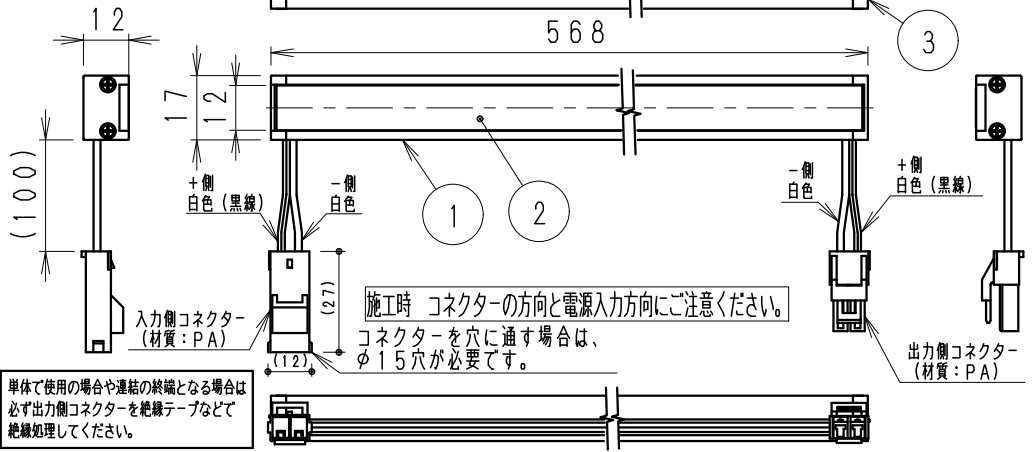 12
568
3
17
12
(100)
+側
白色（黒線）
-側
白色
1
2
-側
白色
+側
白色（黒線）
(27)
施工時　コネクターの方向と電源入力方向にご注意ください。
入力側コネクター
（材質：PA）
コネクターを穴に通す場合は、
φ15穴が必要です。
(12)
出力側コネクター
（材質：PA）
単体で使用の場合や連結の終端となる場合は
必ず出力側コネクターを絶縁テープなどで
絶縁処理してください。